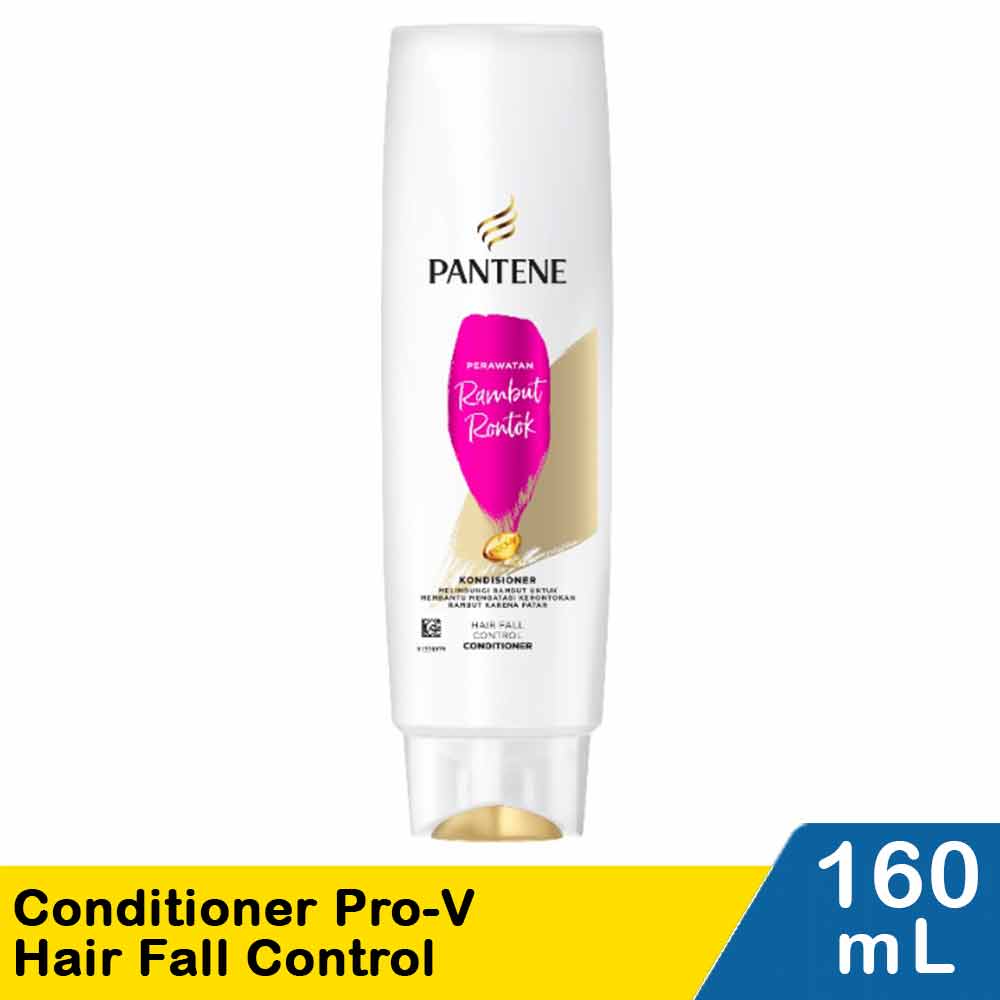 PANTENE
PERAWATAN
Rambut
Rontok
KONDISIONER
MELINDUNGI RAMBUT UNTUK
MEMBANTU MENGATASI KERONTOKAN
RAMBUT KARENA PATAH
HAIR FALL
CONTROL
CONDITIONER
Conditioner Pro-V
Hair Fall Control
160
mL